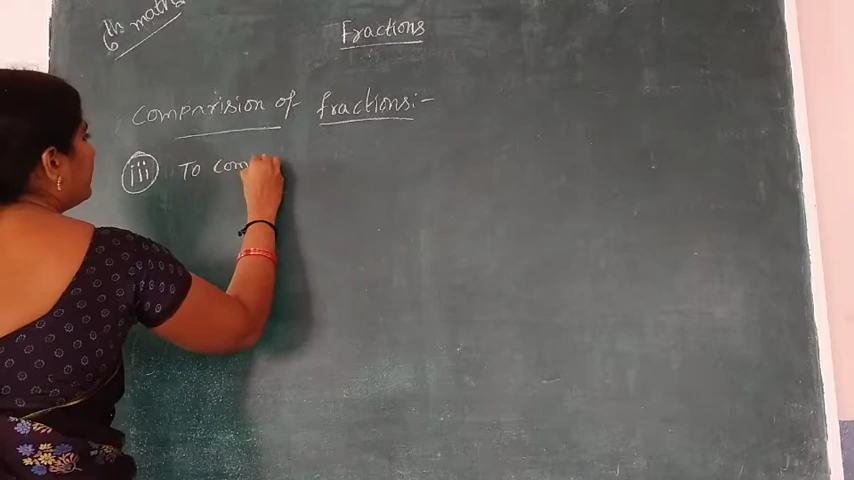 6th maths
Fractions
Comparision of fractions:-
(iii) To Com